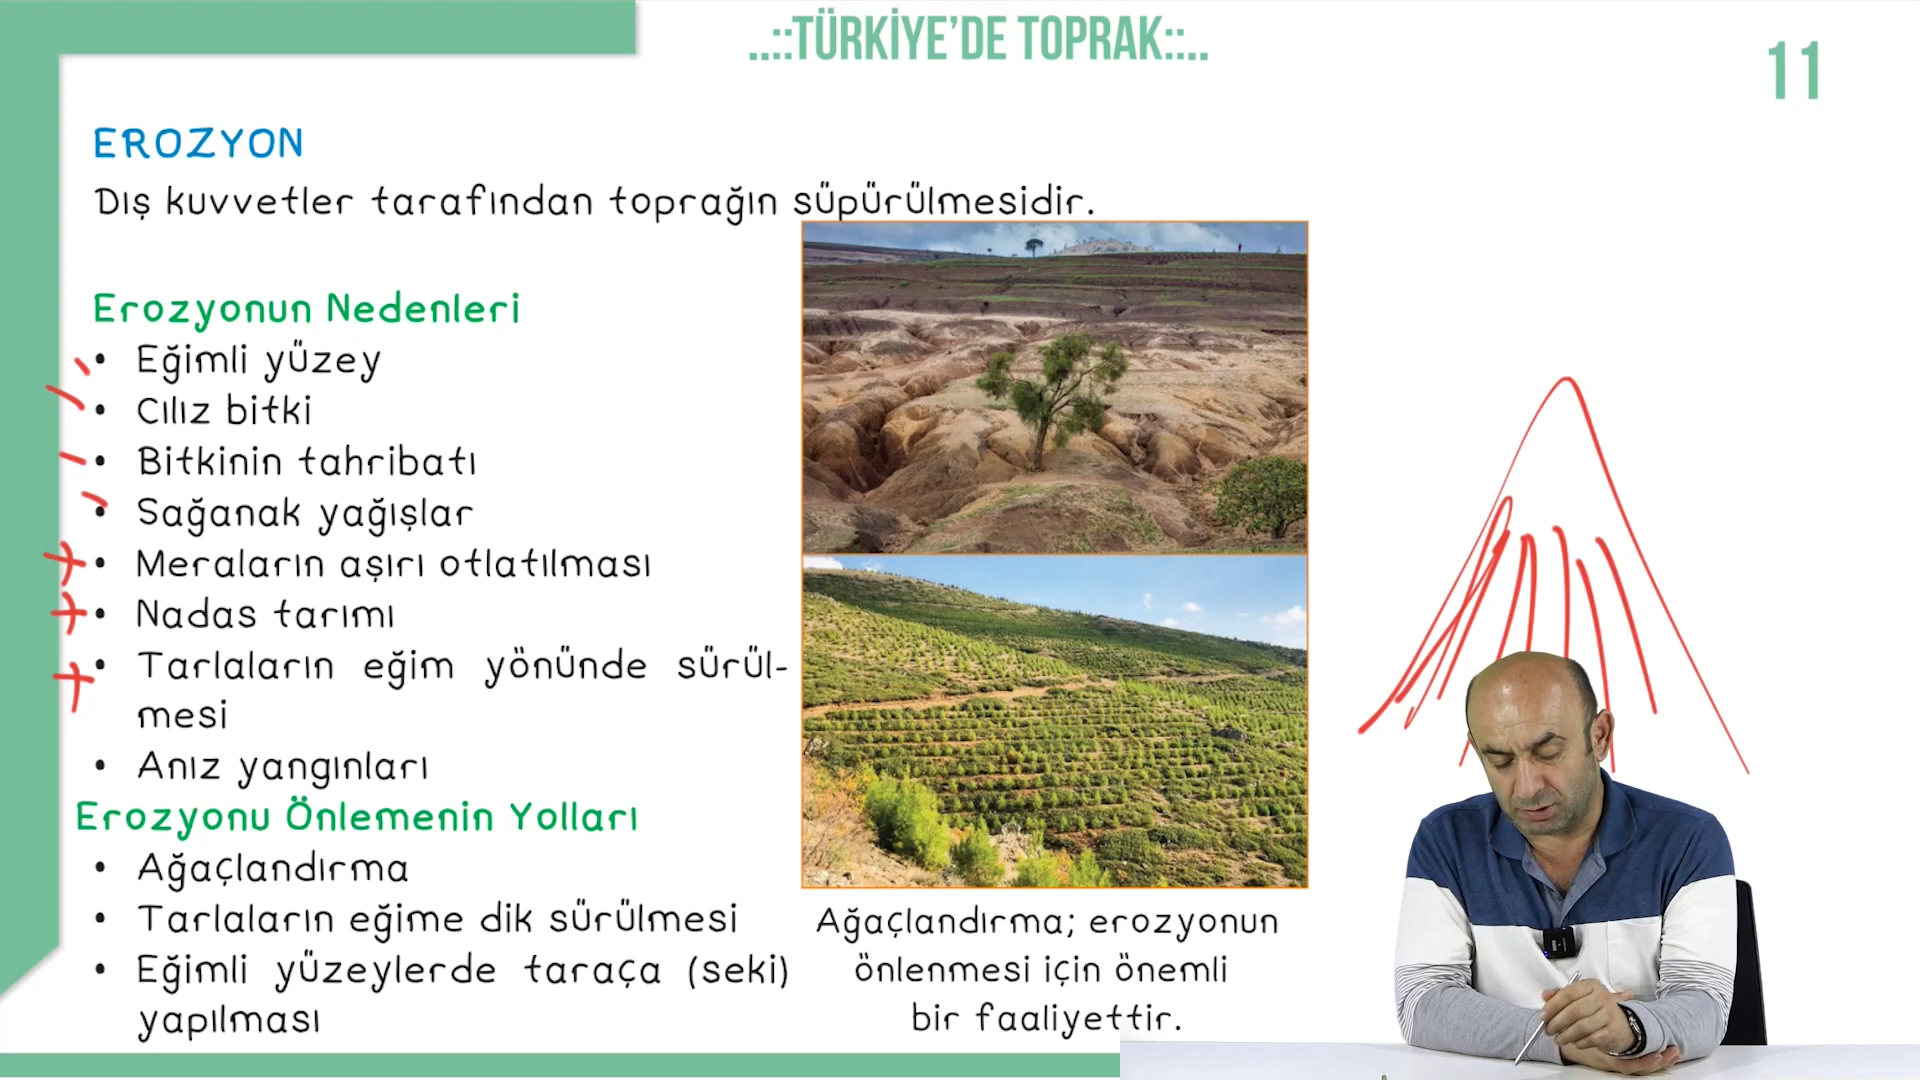 ..::TÜRKİYE'DE TOPRAK::..
11
EROZYON
Dış kuvvetler tarafından toprağın süpürülmesidir.
Erozyonun Nedenleri
• Eğimli yüzey
• Cılız bitki
• Bitkinin tahribatı
• Sağanak yağışlar
• Meraların aşırı otlatılması
• Nadas tarımı
• Tarlaların eğim yönünde sürül-
mesi
• Anız yangınları
Erozyonu Önlemenin Yolları
• Ağaçlandırma
• Tarlaların eğime dik sürülmesi
• Eğimli yüzeylerde taraça (seki)
yapılması
Ağaçlandırma; erozyonun
önlenmesi için önemli
bir faaliyettir.